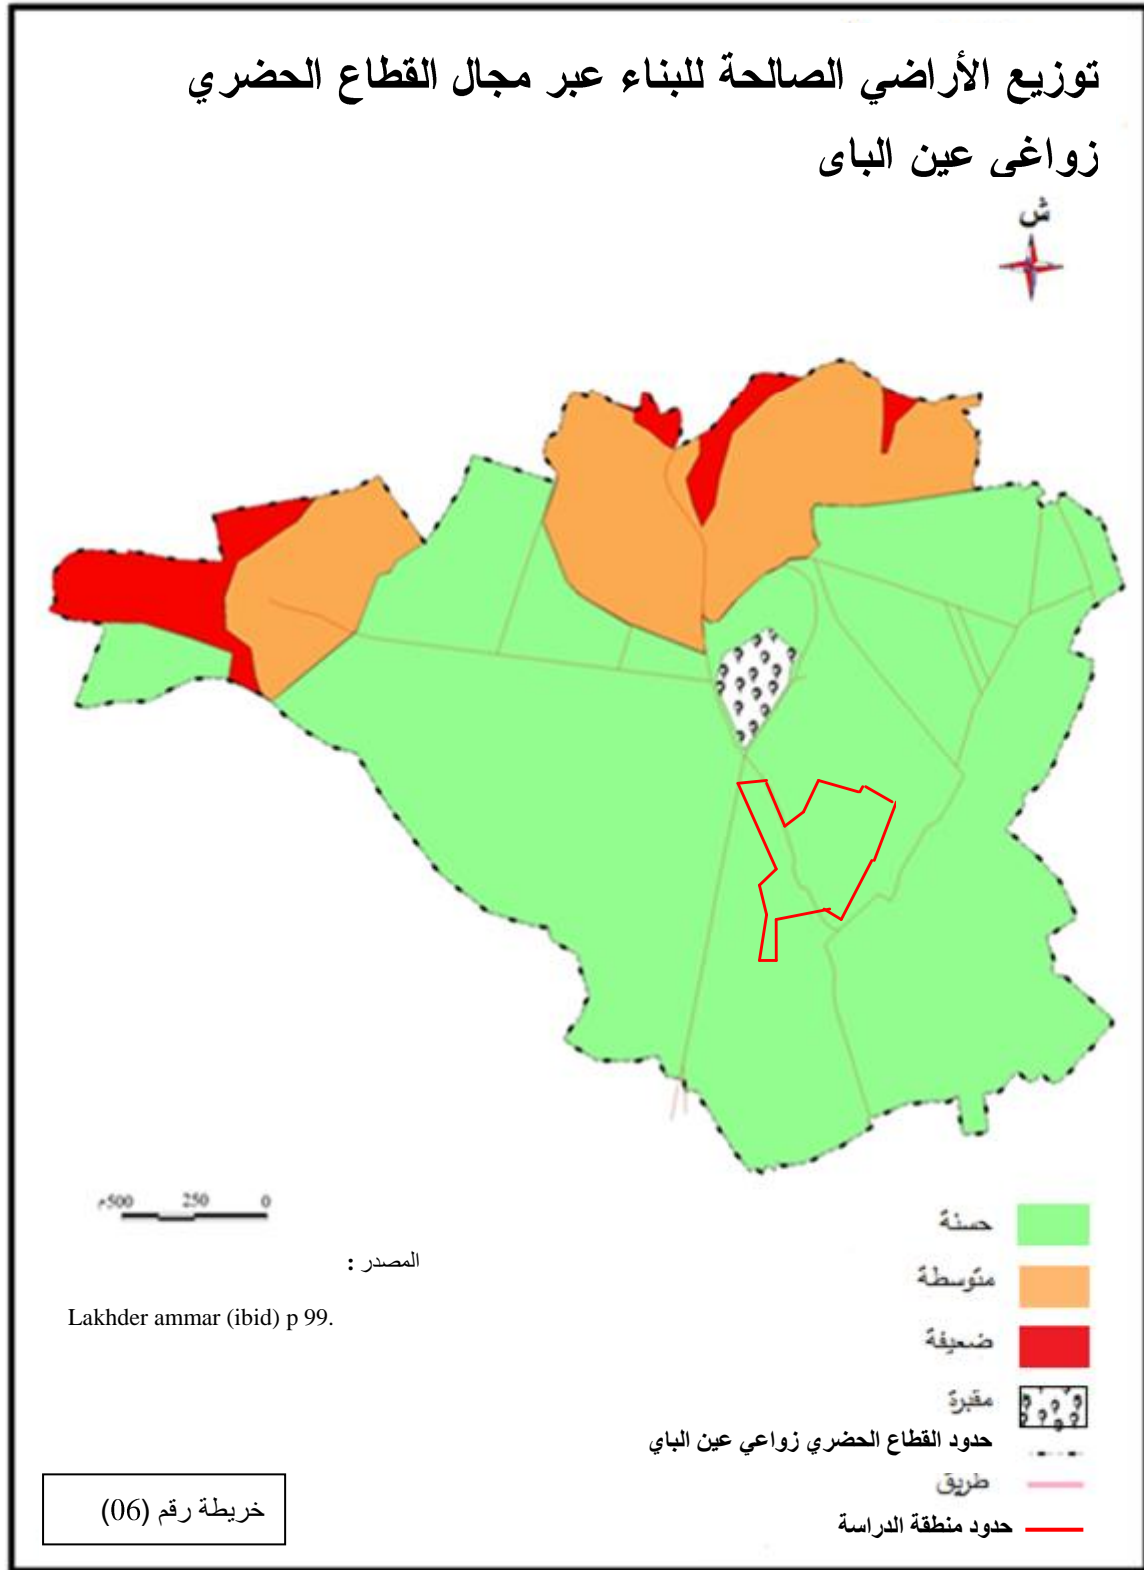 توزيع الأراضي الصالحة للبناء عبر مجال القطاع الحضري
زواغى عين الباى
ش
0 250 500م
المصدر :
Lakhder ammar (ibid) p 99.
حسنة
متوسطة
ضعيفة
مقبرة
حدود القطاع الحضري زواعي عين الباي
طريق
حدود منطقة الدراسة
خريطة رقم (06)